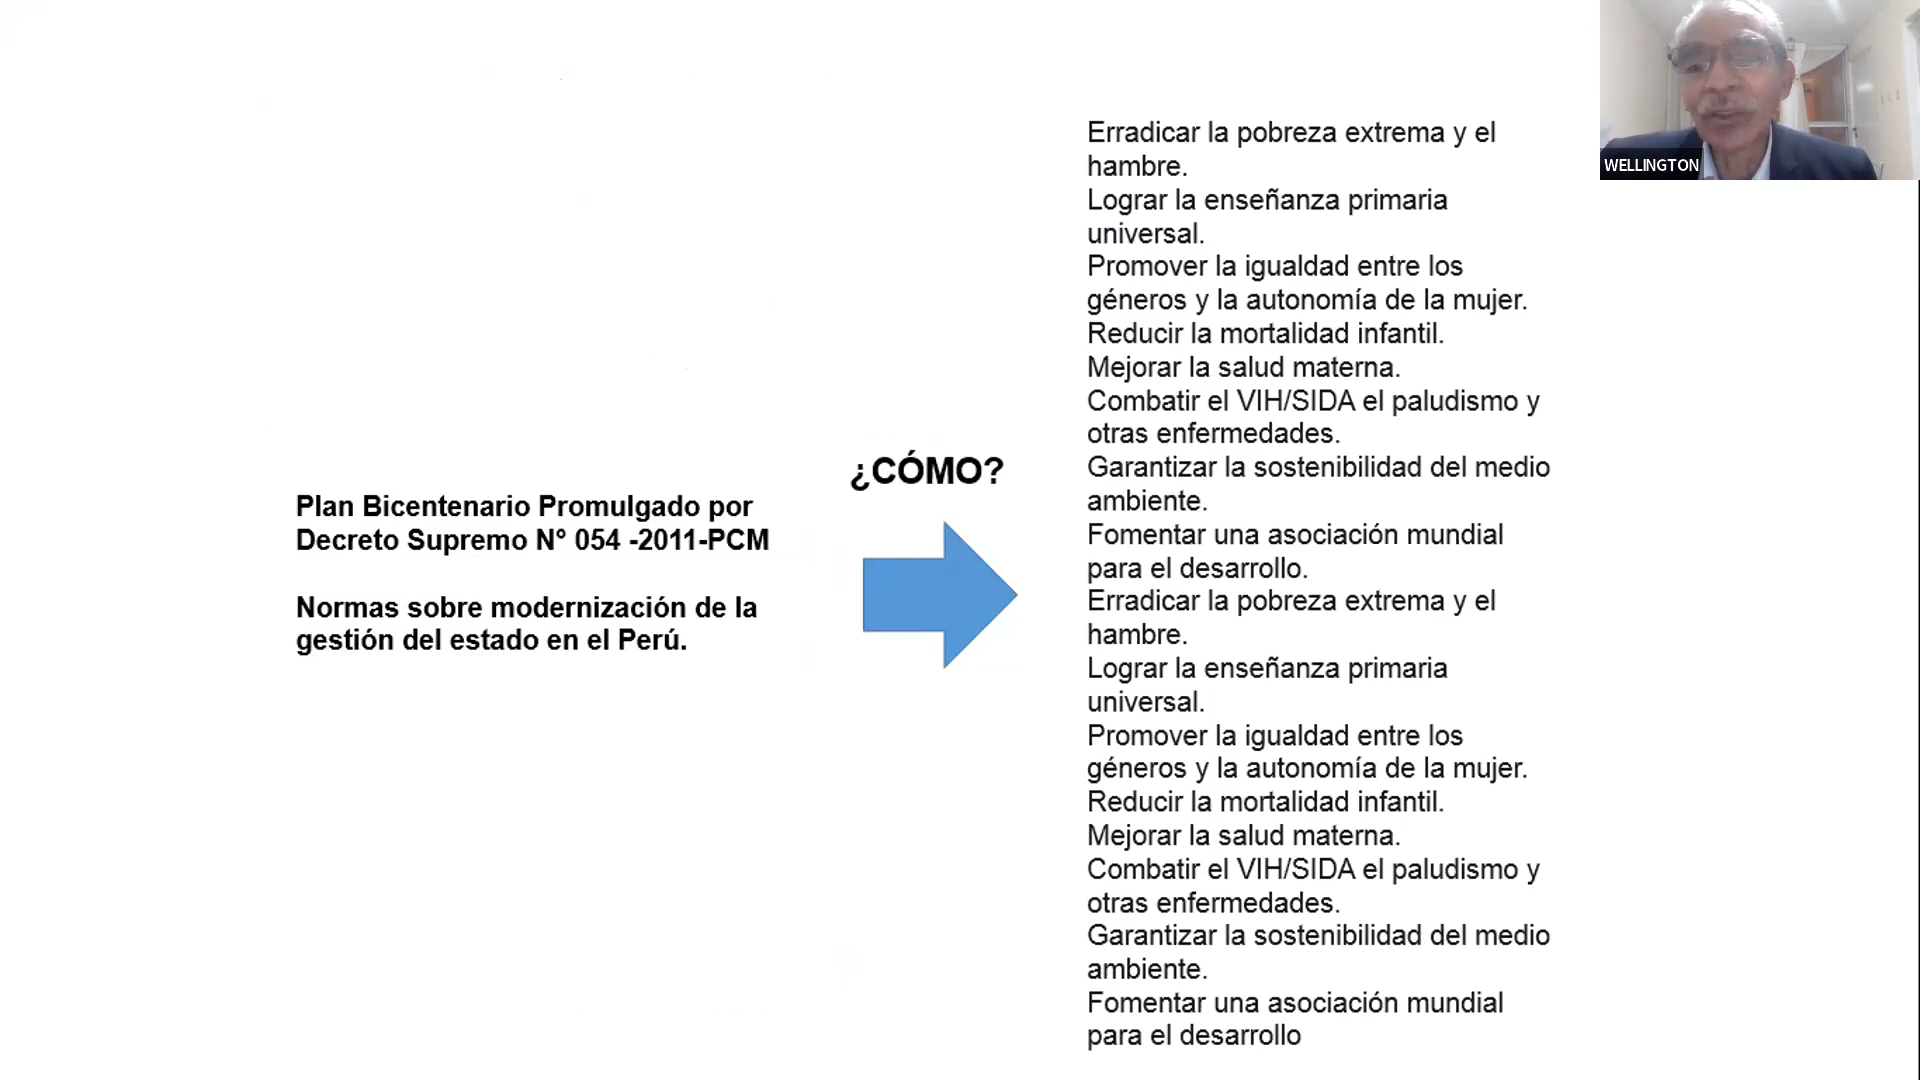 Plan Bicentenario Promulgado por
Decreto Supremo N° 054 -2011-PCM
Normas sobre modernización de la
gestión del estado en el Perú.
¿CÓMO?
Erradicar la pobreza extrema y el
hambre.
Lograr la enseñanza primaria
universal.
Promover la igualdad entre los
géneros y la autonomía de la mujer.
Reducir la mortalidad infantil.
Mejorar la salud materna.
Combatir el VIH/SIDA el paludismo y
otras enfermedades.
Garantizar la sostenibilidad del medio
ambiente.
Fomentar una asociación mundial
para el desarrollo.
Erradicar la pobreza extrema y el
hambre.
Lograr la enseñanza primaria
universal.
Promover la igualdad entre los
géneros y la autonomía de la mujer.
Reducir la mortalidad infantil.
Mejorar la salud materna.
Combatir el VIH/SIDA el paludismo y
otras enfermedades.
Garantizar la sostenibilidad del medio
ambiente.
Fomentar una asociación mundial
para el desarrollo
WELLINGTON